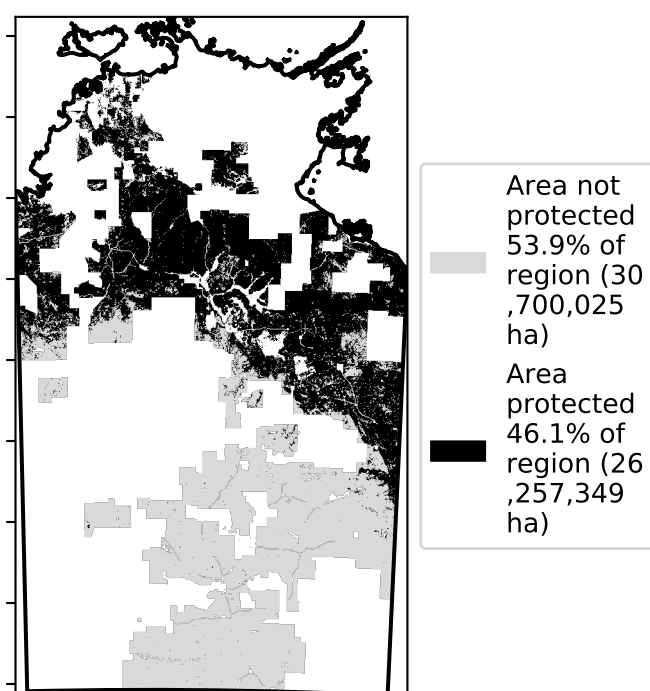 Area not
protected
53.9% of
region (30
,700,025
ha)
Area
protected
46.1% of
region (26
,257,349
ha)